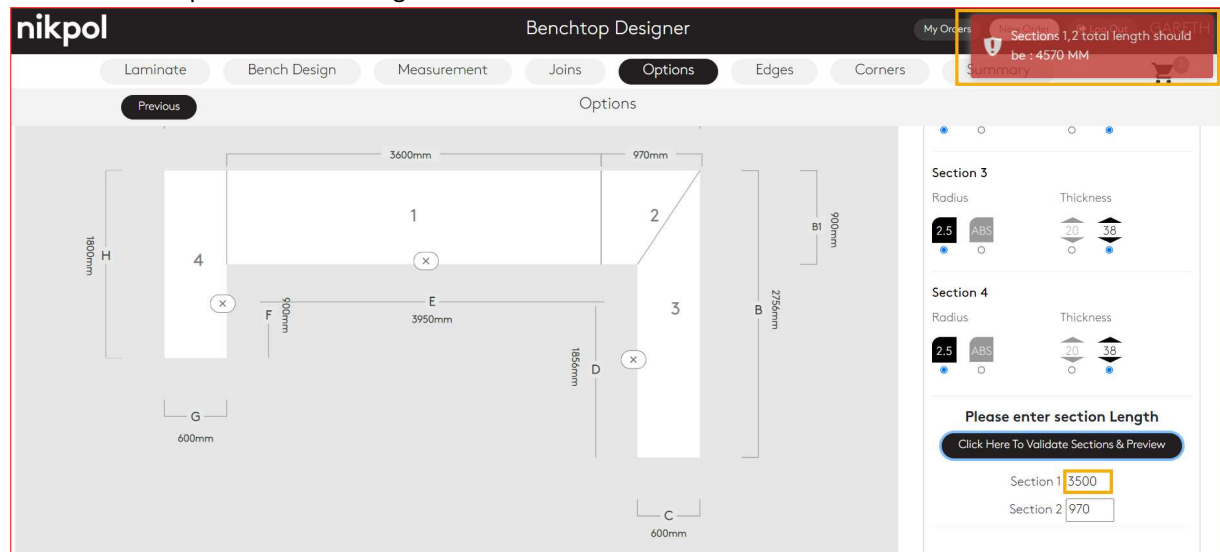 nikpol
Benchtop Designer
My Orders
GARETH
Sections 1,2 total length should
be : 4570 MM
Laminate
Bench Design
Measurement
Joins
Options
Edges
Corners
Summary
Previous
Options
3600mm
970mm
1
2
B1
900mm
H
1800mm
4
E
3950mm
F
900mm
3
B
2756mm
D
1856mm
G
600mm
C
600mm
Section 3
Radius
Thickness
2.5
ABS
20
38
Section 4
Radius
Thickness
2.5
ABS
20
38
Please enter section Length
Click Here To Validate Sections & Preview
Section 1 3500
Section 2 970